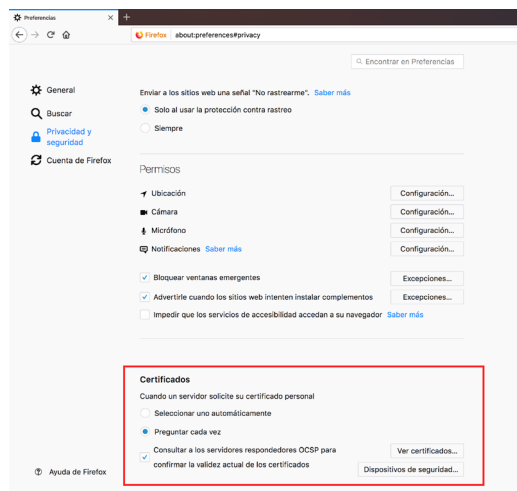 Preferencias
Firefox about:preferences#privacy
Encontrar en Preferencias
General
Buscar
Privacidad y
seguridad
Cuenta de Firefox
Enviar a los sitios web una señal "No rastrearme". Saber más
Solo al usar la protección contra rastreo
Siempre
Permisos
Ubicación Configuración...
Cámara Configuración...
Micrófono Configuración...
Notificaciones Saber más Configuración...
Bloquear ventanas emergentes Excepciones...
Advertirle cuando los sitios web intenten instalar complementos Excepciones...
Impedir que los servicios de accesibilidad accedan a su navegador Saber más
Certificados
Cuando un servidor solicite su certificado personal
Seleccionar uno automáticamente
Preguntar cada vez
Consultar a los servidores respondedores OCSP para Ver certificados...
confirmar la validez actual de los certificados Dispositivos de seguridad...
Ayuda de Firefox